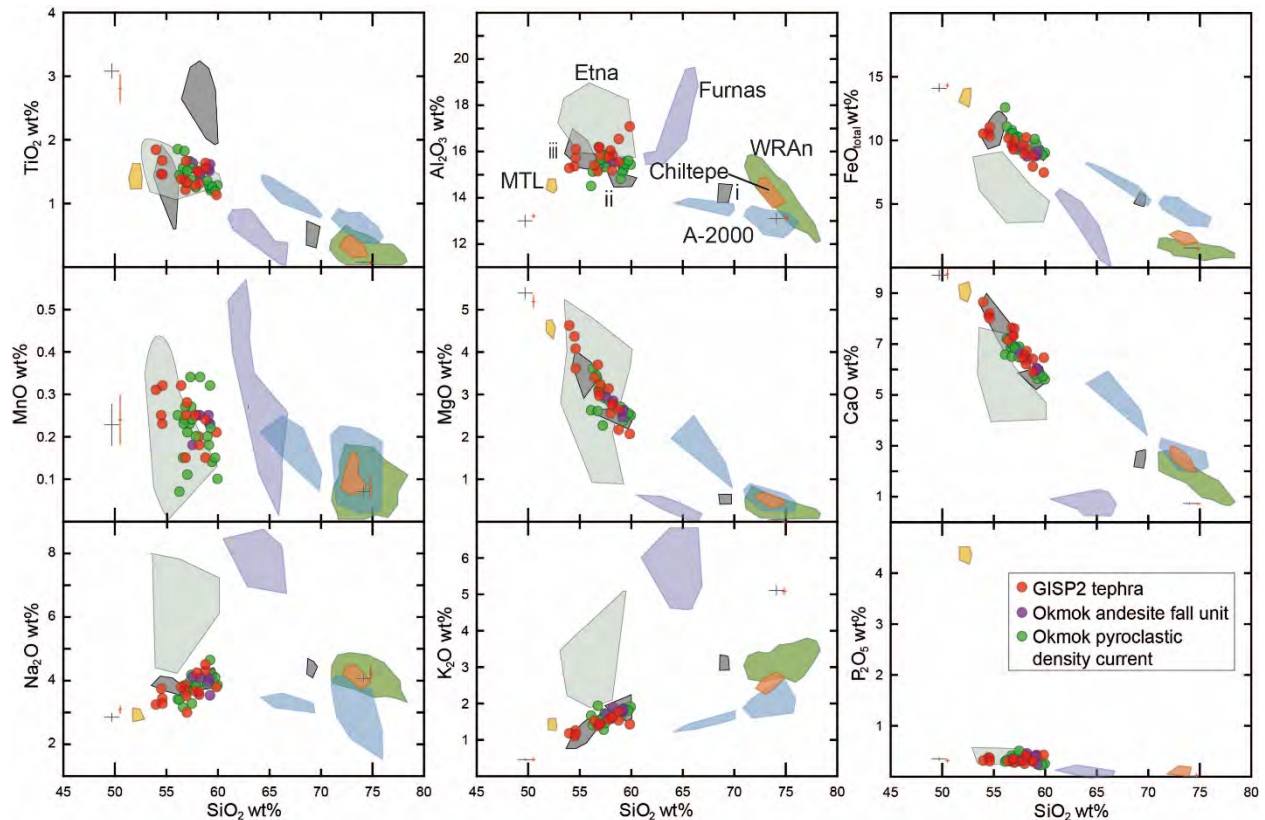 4
3
2
1
TiO₂ wt%
20
18
16
14
12
Al₂O₃ wt%
Etna
Furnas
iii
MTL
ii
Chiltepe
WRAn
i
A-2000
15
10
5
FeO_total wt%
0.5
0.4
0.3
0.2
0.1
MnO wt%
5
4
3
2
1
MgO wt%
9
7
5
3
1
CaO wt%
8
6
4
2
Na₂O wt%
45 50 55 60 65 70 75 80
SiO₂ wt%
6
5
4
3
2
1
K₂O wt%
45 50 55 60 65 70 75 80
SiO₂ wt%
4
3
2
1
P₂O₅ wt%
GISP2 tephra
Okmok andesite fall unit
Okmok pyroclastic
density current
45 50 55 60 65 70 75 80
SiO₂ wt%